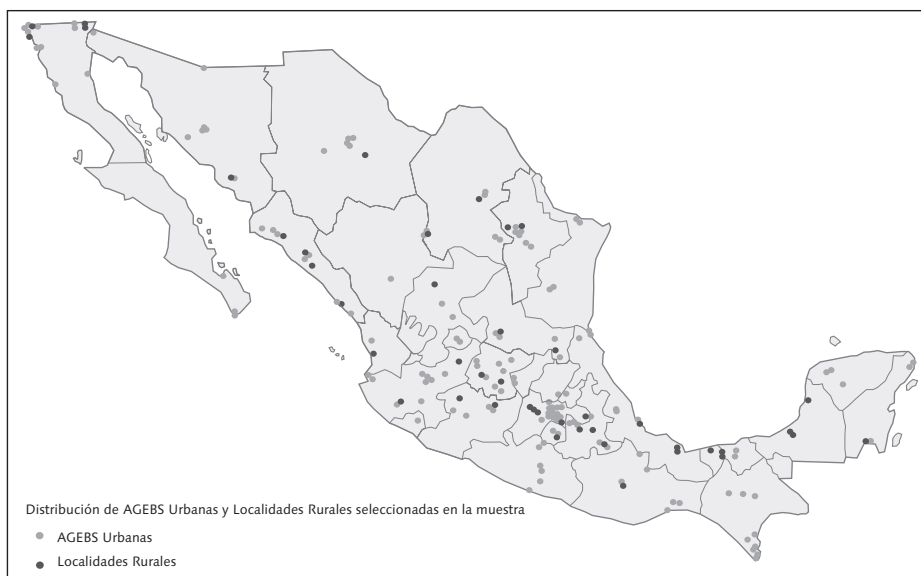 Distribución de AGEBS Urbanas y Localidades Rurales seleccionadas en la muestra
AGEBS Urbanas
Localidades Rurales